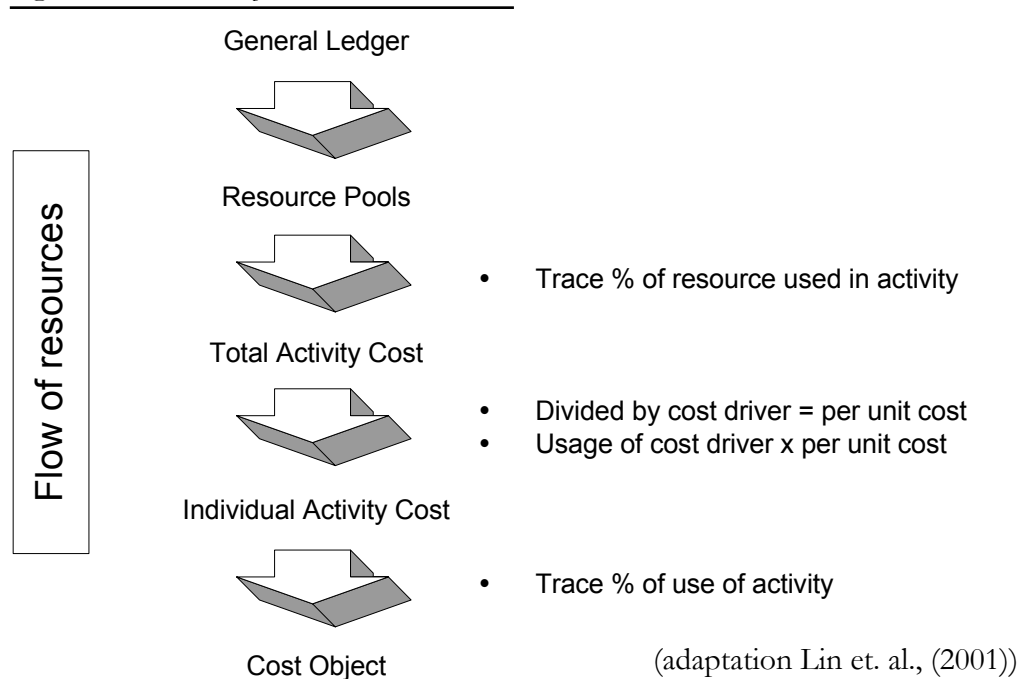 General Ledger
Flow of resources
Resource Pools
• Trace % of resource used in activity
Total Activity Cost
• Divided by cost driver = per unit cost
• Usage of cost driver x per unit cost
Individual Activity Cost
• Trace % of use of activity
Cost Object
(adaptation Lin et. al., (2001))